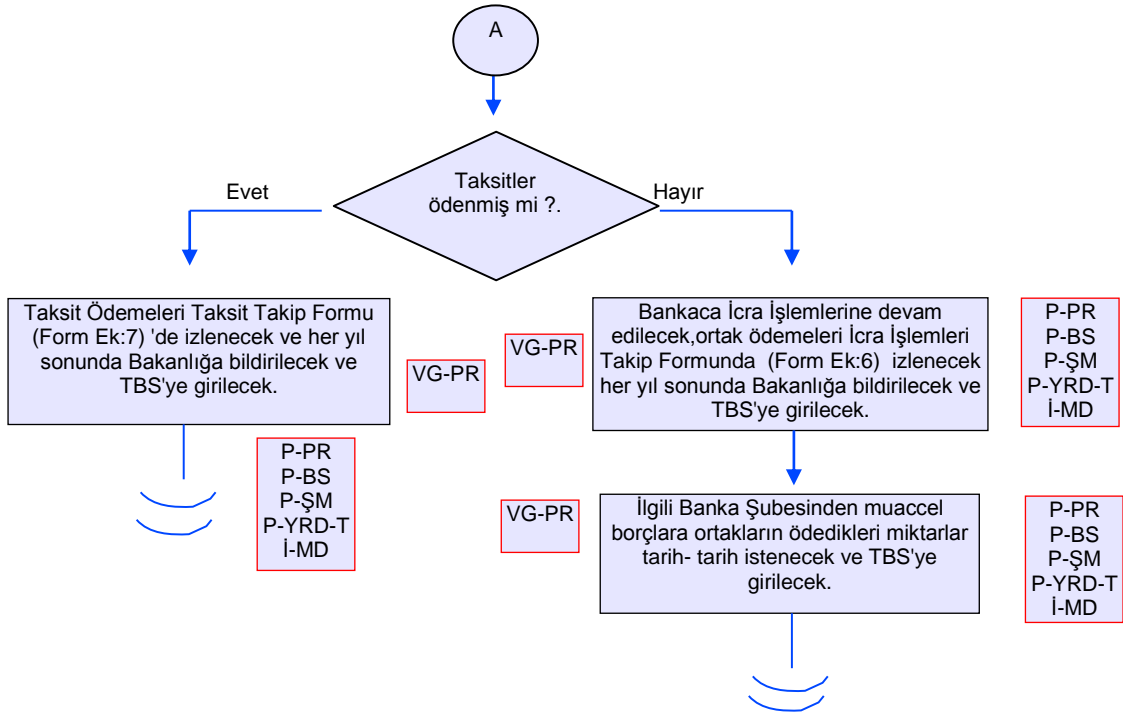 A
Taksitler
ödenmiş mi ?.
Evet
Hayır
Taksit Ödemeleri Taksit Takip Formu
(Form Ek:7) 'de izlenecek ve her yıl
sonunda Bakanlığa bildirilecek ve
TBS'ye girilecek.
VG-PR
P-PR
P-BS
P-ŞM
P-YRD-T
İ-MD
VG-PR
Bankaca İcra İşlemlerine devam
edilecek,ortak ödemeleri İcra İşlemleri
Takip Formunda (Form Ek:6) izlenecek
her yıl sonunda Bakanlığa bildirilecek ve
TBS'ye girilecek.
P-PR
P-BS
P-ŞM
P-YRD-T
İ-MD
VG-PR
İlgili Banka Şubesinden muaccel
borçlara ortakların ödedikleri miktarlar
tarih- tarih istenecek ve TBS'ye
girilecek.
P-PR
P-BS
P-ŞM
P-YRD-T
İ-MD